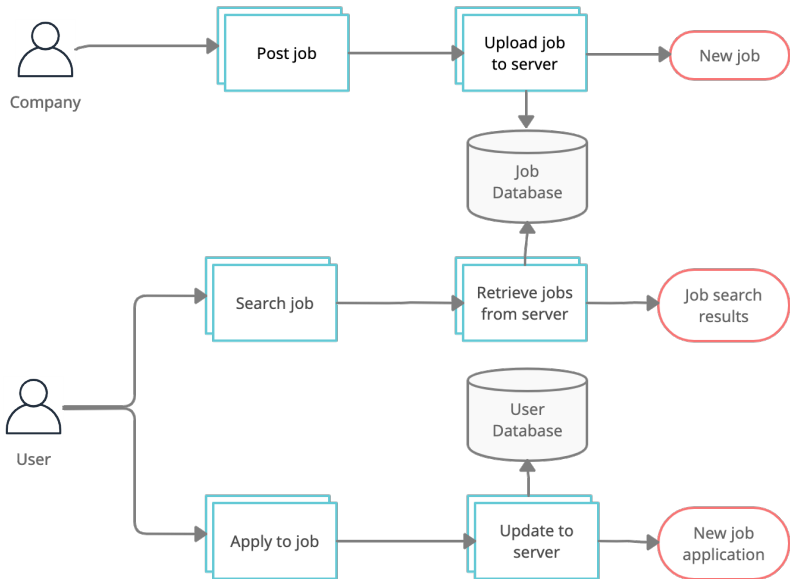 Post job
Upload job
to server
New job
Company
Job
Database
Search job
Retrieve jobs
from server
Job search
results
User
Database
User
Apply to job
Update to
server
New job
application